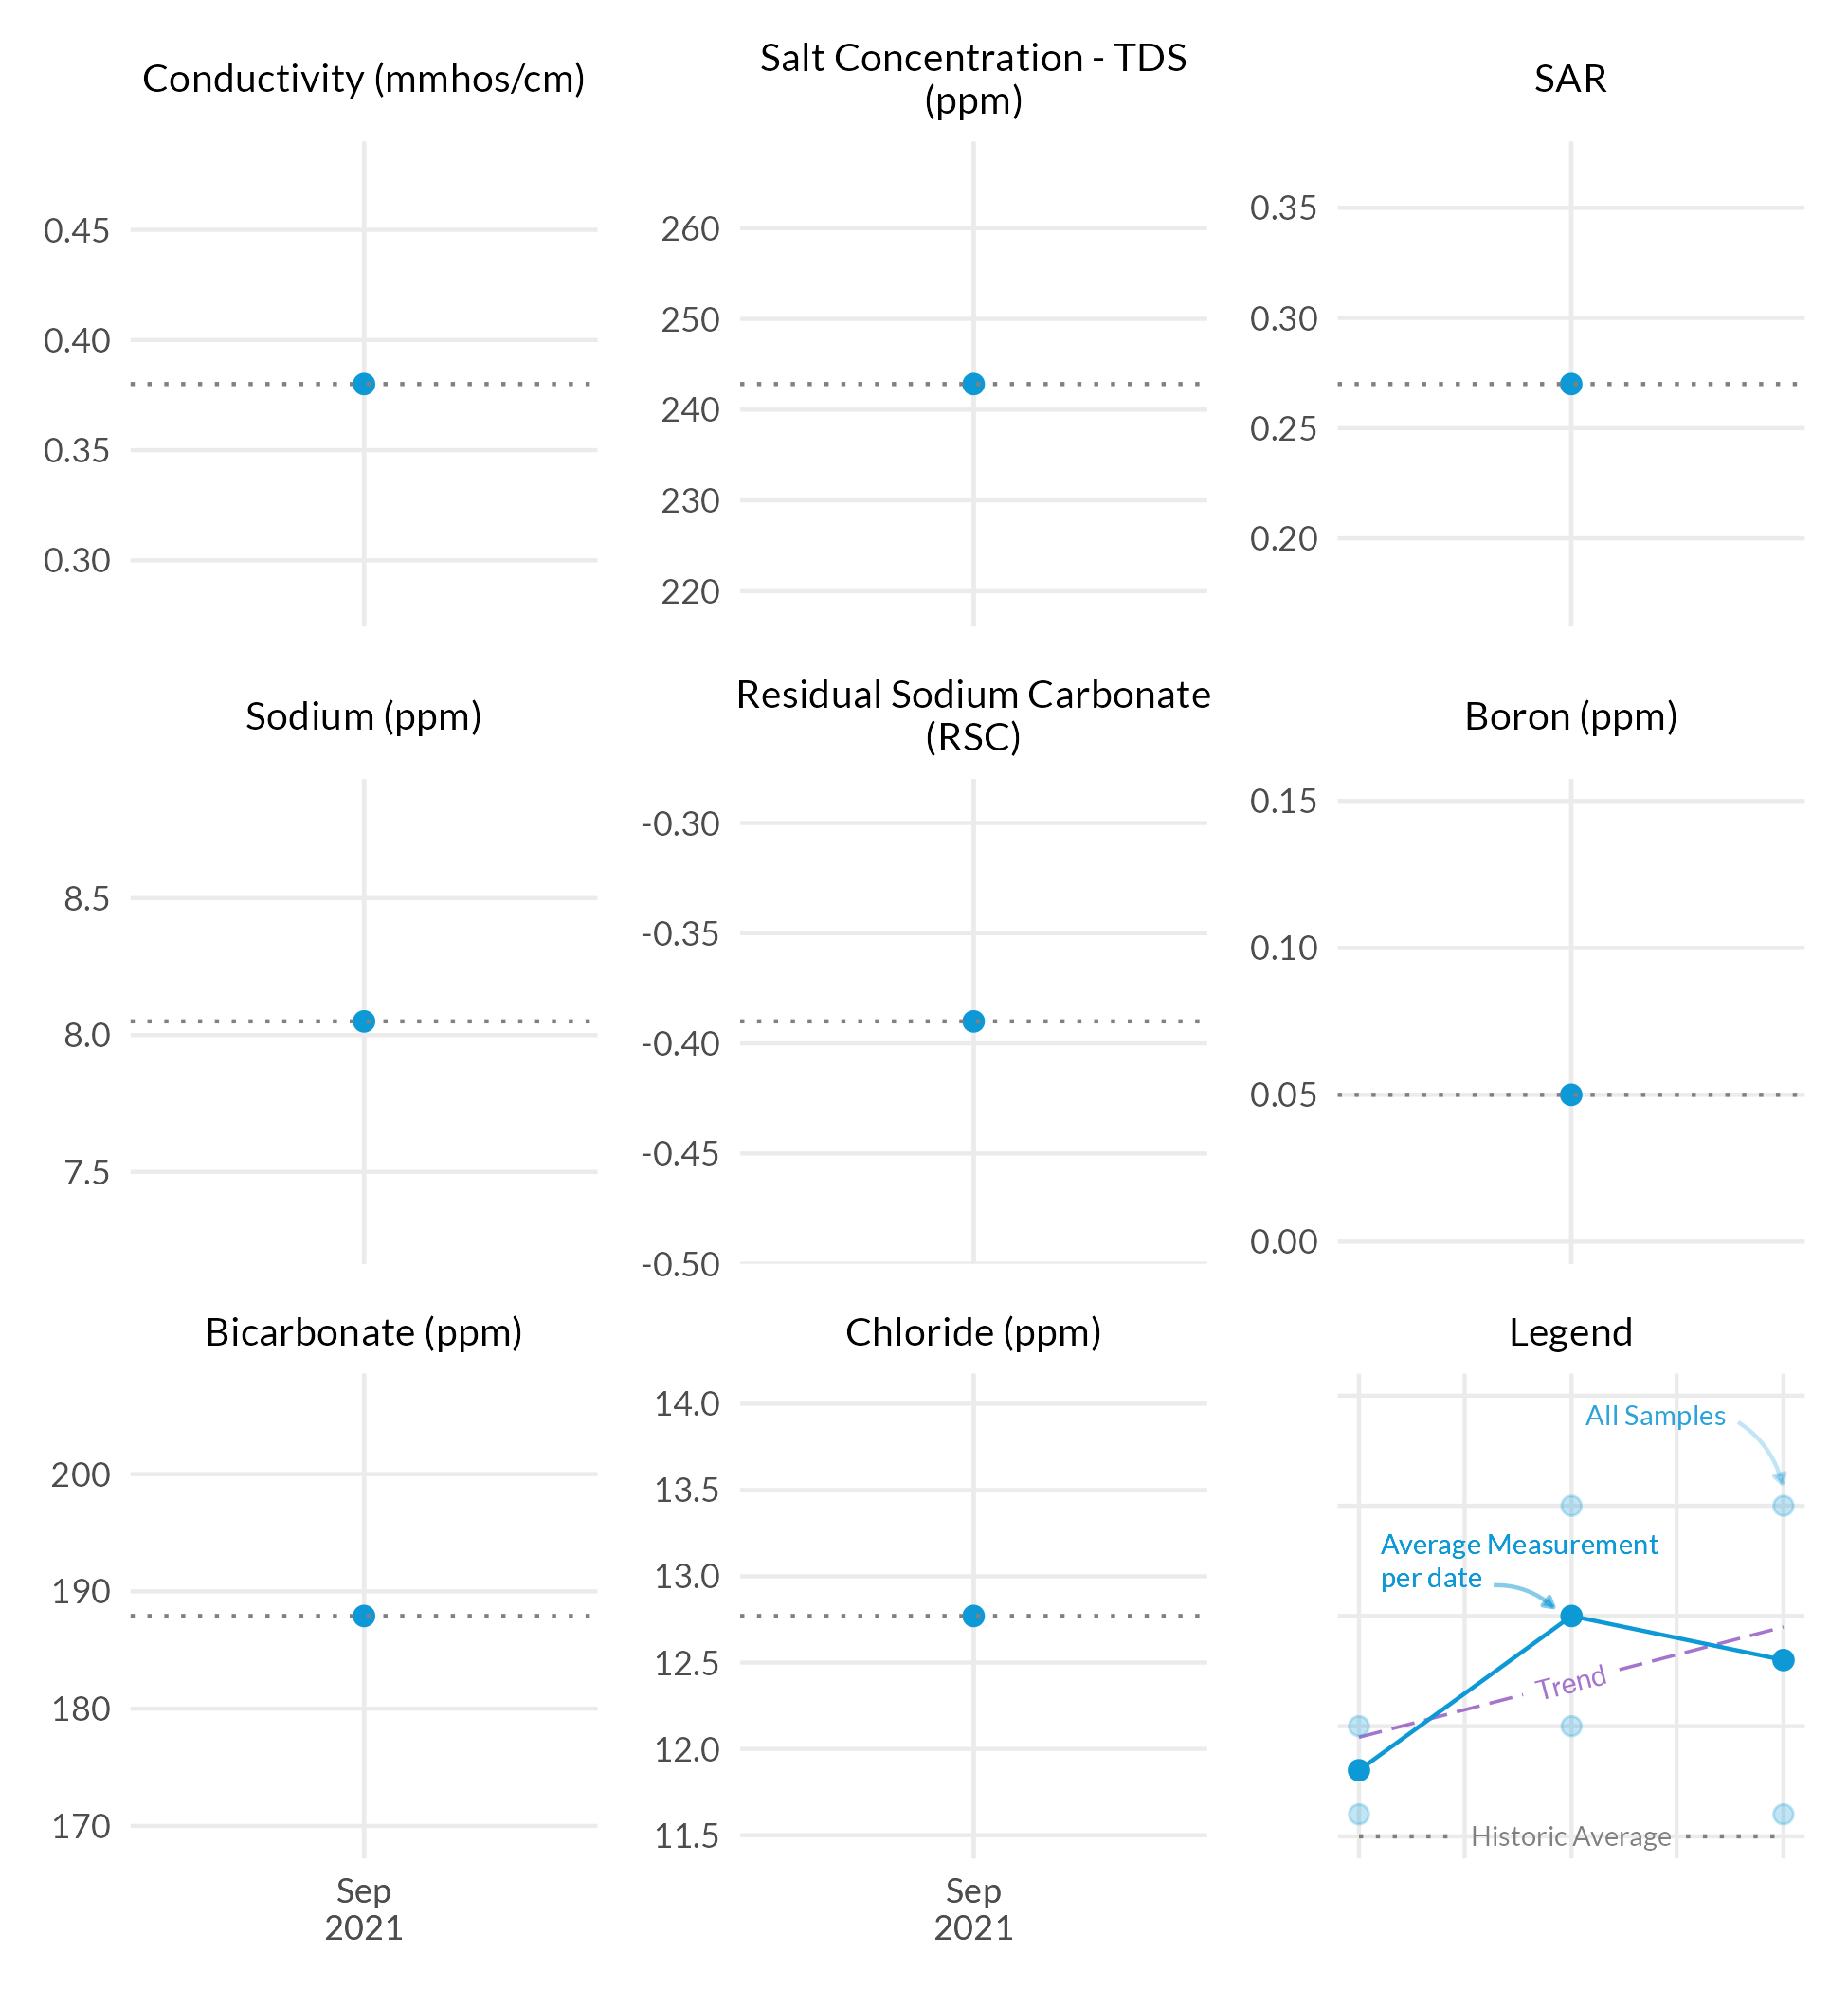 Conductivity (mmhos/cm)
0.45
0.40
0.35
0.30
Salt Concentration - TDS
(ppm)
260
250
240
230
220
SAR
0.35
0.30
0.25
0.20
Sodium (ppm)
8.5
8.0
7.5
Residual Sodium Carbonate
(RSC)
-0.30
-0.35
-0.40
-0.45
-0.50
Boron (ppm)
0.15
0.10
0.05
0.00
Bicarbonate (ppm)
200
190
180
170
Sep
2021
Chloride (ppm)
14.0
13.5
13.0
12.5
12.0
11.5
Sep
2021
Legend
All Samples
Average Measurement
per date
Trend
Historic Average